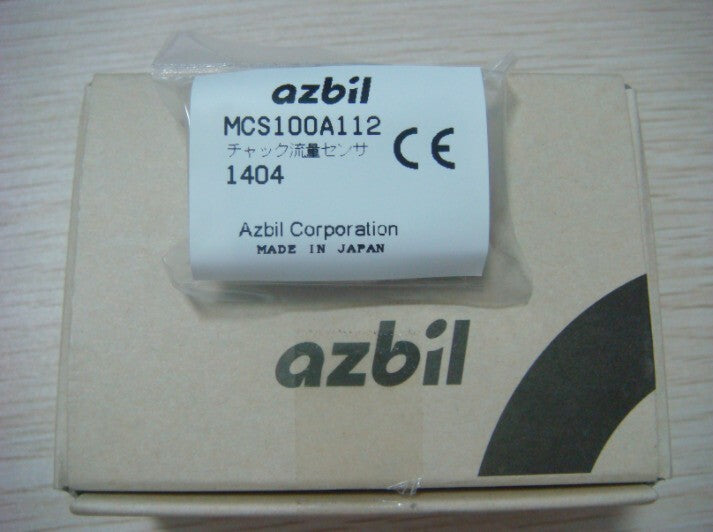 azbil
MCS100A112
チャック流量センサ
CE
1404
Azbil Corporation
MADE IN JAPAN
azbil